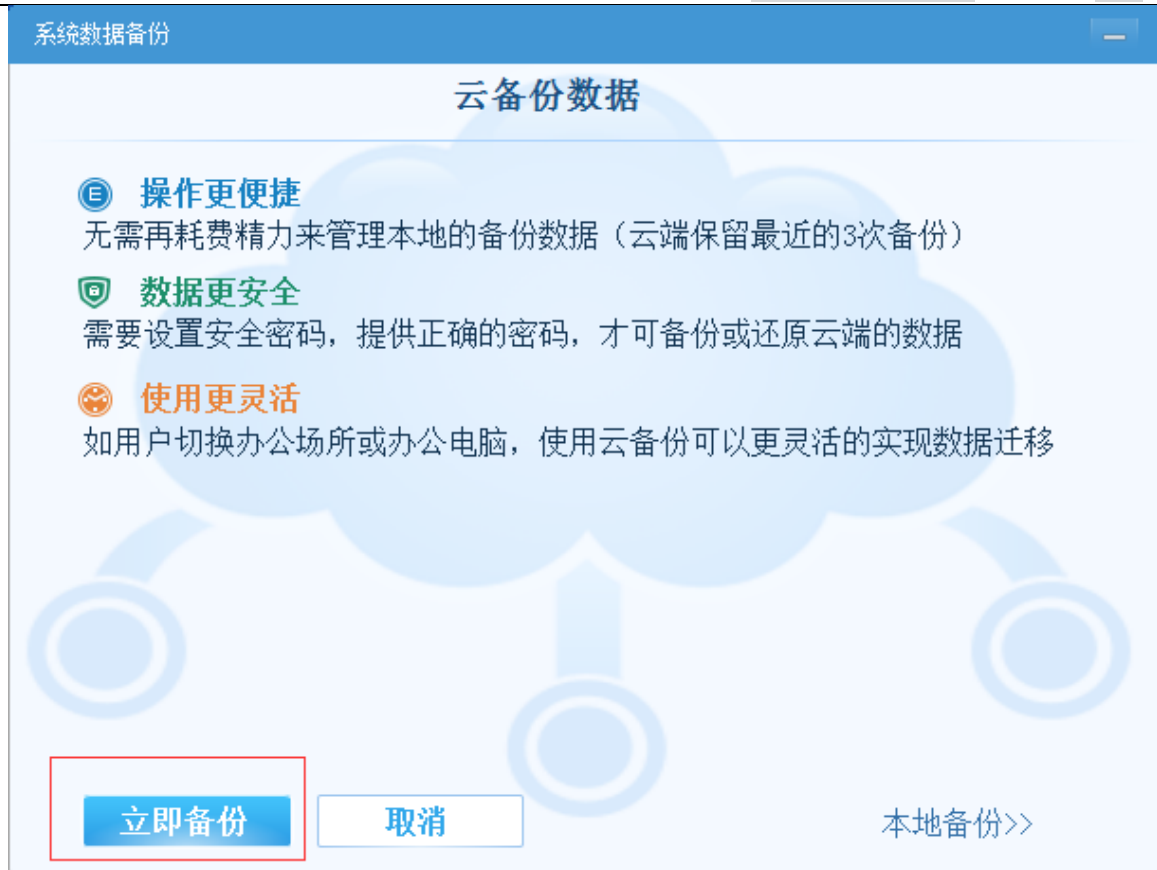 系统数据备份
云备份数据
操作更便捷
无需再耗费精力来管理本地的备份数据（云端保留最近的3次备份）
数据更安全
需要设置安全密码，提供正确的密码，才可备份或还原云端的数据
使用更灵活
如用户切换办公场所或办公电脑，使用云备份可以更灵活的实现数据迁移
立即备份 取消 本地备份>>